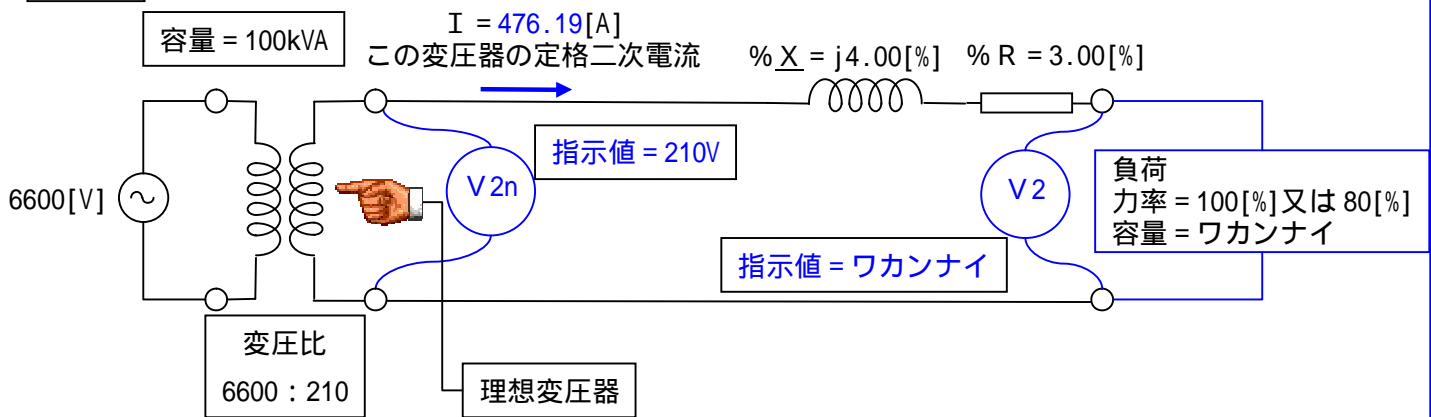 容量 = 100kVA
I = 476.19[A]
この変圧器の定格二次電流
%X = j4.00[%]
%R = 3.00[%]
6600[V]
V2n
指示値 = 210V
V2
指示値 = ワカンナイ
負荷
力率 = 100[%]又は 80[%]
容量 = ワカンナイ
変圧比
6600：210
理想変圧器